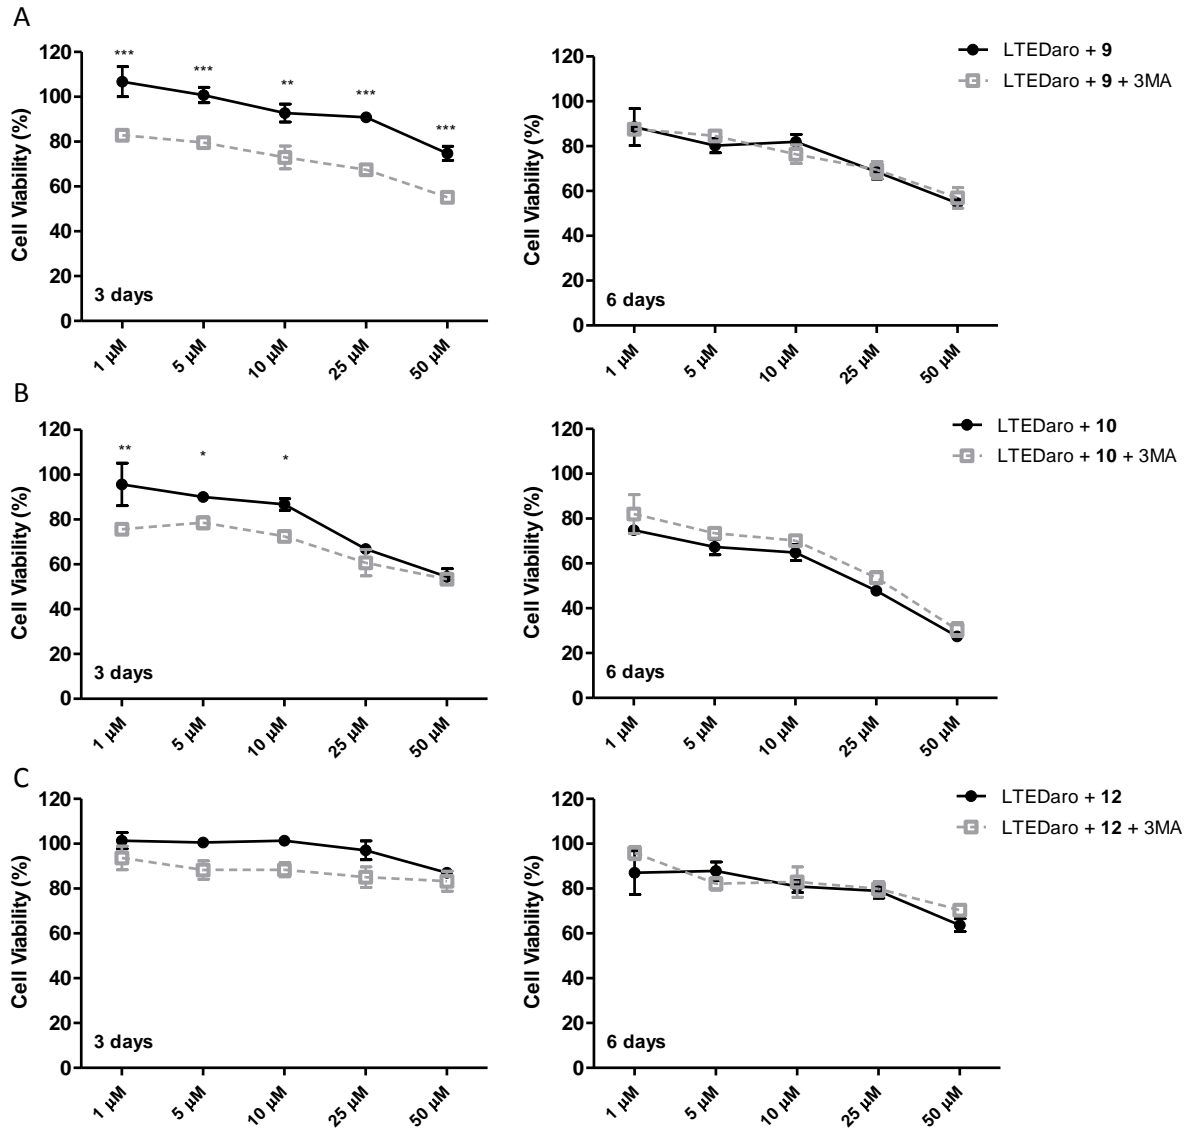 A
120
100
80
60
40
20
0
Cell Viability (%)
*** *** ** *** ***
3 days
1 µM 5 µM 10 µM 25 µM 50 µM
120
100
80
60
40
20
0
Cell Viability (%)
6 days
1 µM 5 µM 10 µM 25 µM 50 µM
LTEDaro + 9
LTEDaro + 9 + 3MA
B
120
100
80
60
40
20
0
Cell Viability (%)
** * *
3 days
1 µM 5 µM 10 µM 25 µM 50 µM
120
100
80
60
40
20
0
Cell Viability (%)
6 days
1 µM 5 µM 10 µM 25 µM 50 µM
LTEDaro + 10
LTEDaro + 10 + 3MA
C
120
100
80
60
40
20
0
Cell Viability (%)
3 days
1 µM 5 µM 10 µM 25 µM 50 µM
120
100
80
60
40
20
0
Cell Viability (%)
6 days
1 µM 5 µM 10 µM 25 µM 50 µM
LTEDaro + 12
LTEDaro + 12 + 3MA